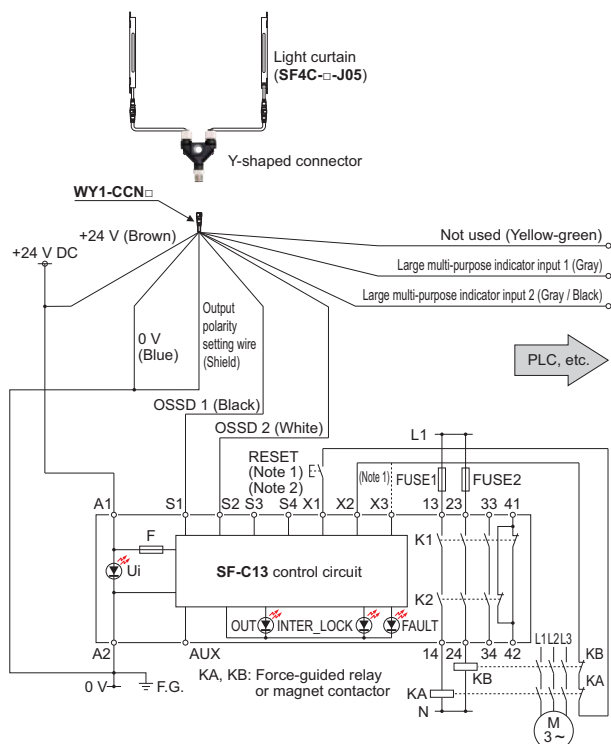 Light curtain
(SF4C-□-J05)
Y-shaped connector
WY1-CCN□
+24 V (Brown)
+24 V DC
Not used (Yellow-green)
Large multi-purpose indicator input 1 (Gray)
Large multi-purpose indicator input 2 (Gray / Black)
0 V
(Blue)
Output
polarity
setting wire
(Shield)
PLC, etc.
OSSD 1 (Black)
OSSD 2 (White)
L1
RESET
(Note 1)
(Note 2)
(Note 1)
FUSE1
FUSE2
A1
S1
S2
S3
S4
X1
X2
X3
13
23
33
41
F
K1
Ui
SF-C13 control circuit
K2
OUT
INTER_LOCK
FAULT
L1
L2
L3
A2
AUX
14
24
34
42
KB
KA, KB: Force-guided relay
or magnet contactor
KB
KA
KA
0 V
F.G.
N
M
3~